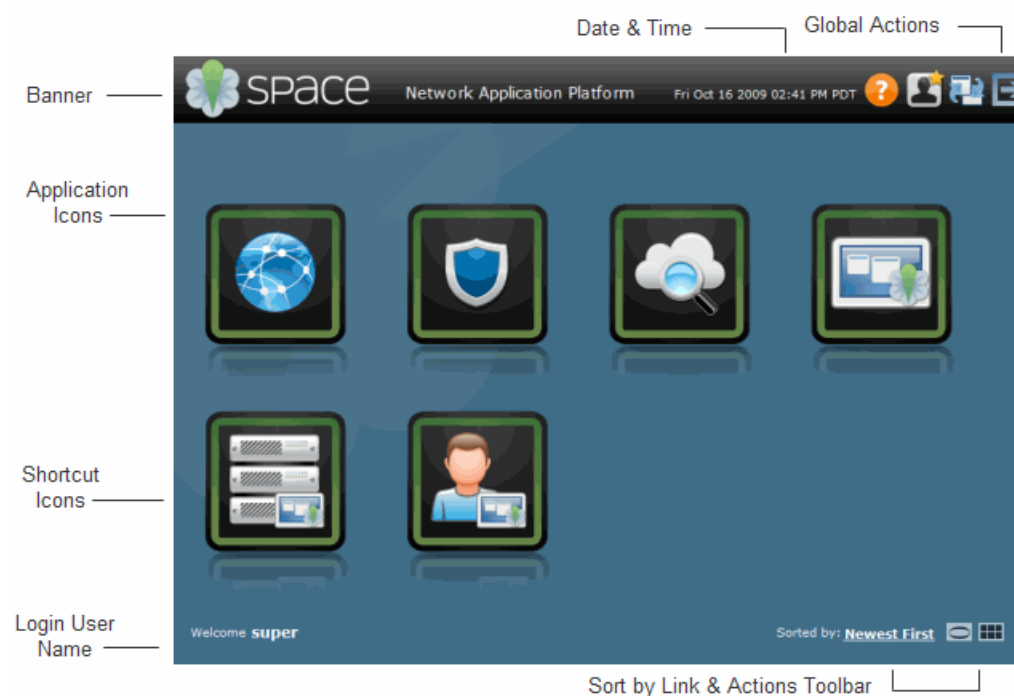 Date & Time
Global Actions
Banner
space
Network Application Platform
Fri Oct 16 2009 02:41 PM PDT
?
Application
Icons
Shortcut
Icons
Login User
Name
Welcome super
Sorted by: Newest First
Sort by Link & Actions Toolbar